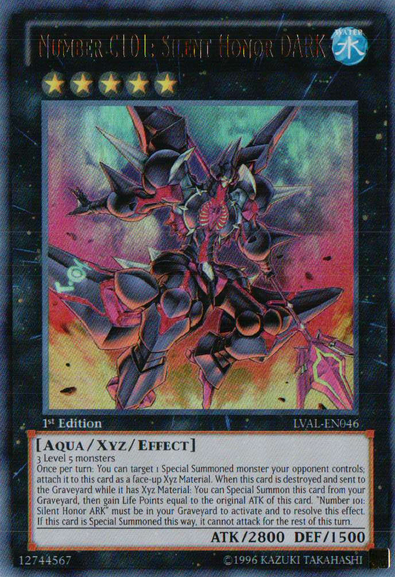 Number C101: Silent Honor DARK
WATER
水
1st Edition
LVAL-EN046
[Aqua/Xyz/Effect]
3 Level 5 monsters
Once per turn: You can target 1 Special Summoned monster your opponent controls;
attach it to this card as a face-up Xyz Material. When this card is destroyed and sent to
the Graveyard while it has Xyz Material: You can Special Summon this card from your
Graveyard, then gain Life Points equal to the original ATK of this card. "Number 101:
Silent Honor ARK" must be in your Graveyard to activate and to resolve this effect.
If this card is Special Summoned this way, it cannot attack for the rest of this turn.
ATK/2800 DEF/1500
12744567
©1996 KAZUKI TAKAHASHI